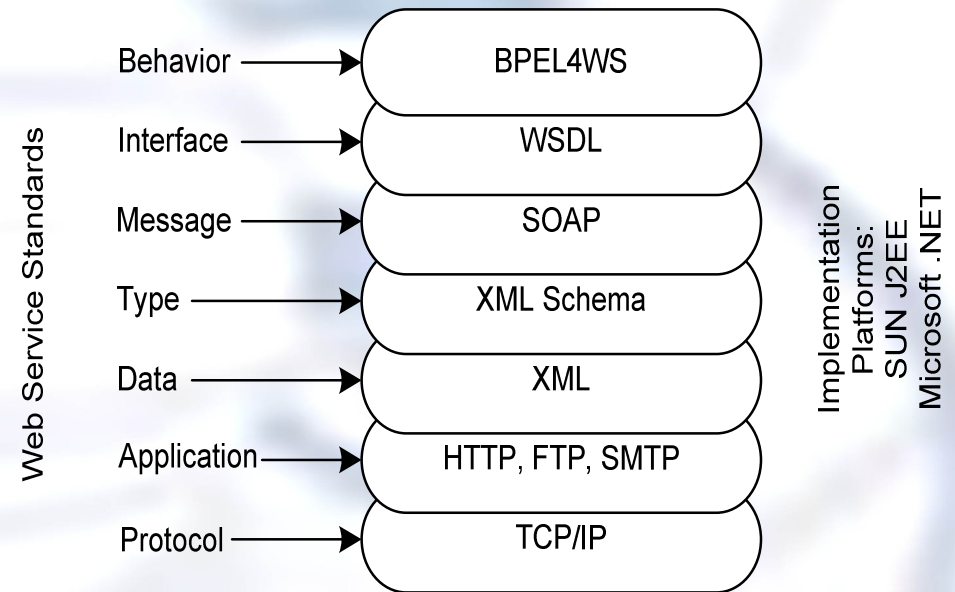 Web Service Standards
Behavior
BPEL4WS
Interface
WSDL
Message
SOAP
Type
XML Schema
Data
XML
Application
HTTP, FTP, SMTP
Protocol
TCP/IP
Implementation
Platforms:
SUN J2EE
Microsoft .NET